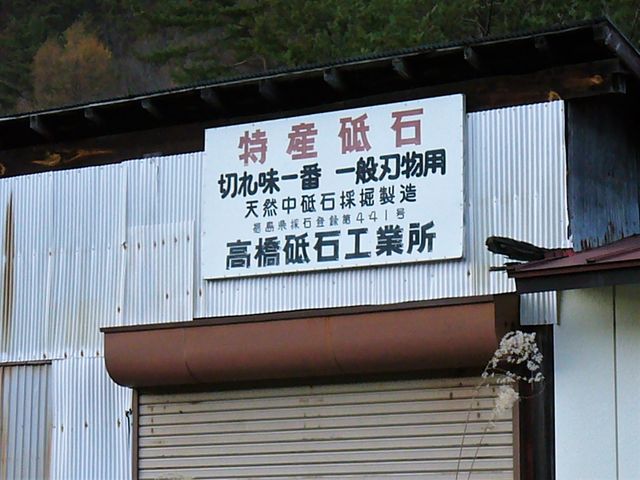 特産砥石
切れ味一番 一般刃物用
天然中砥石採掘製造
福島県採石登録第441号
高橋砥石工業所